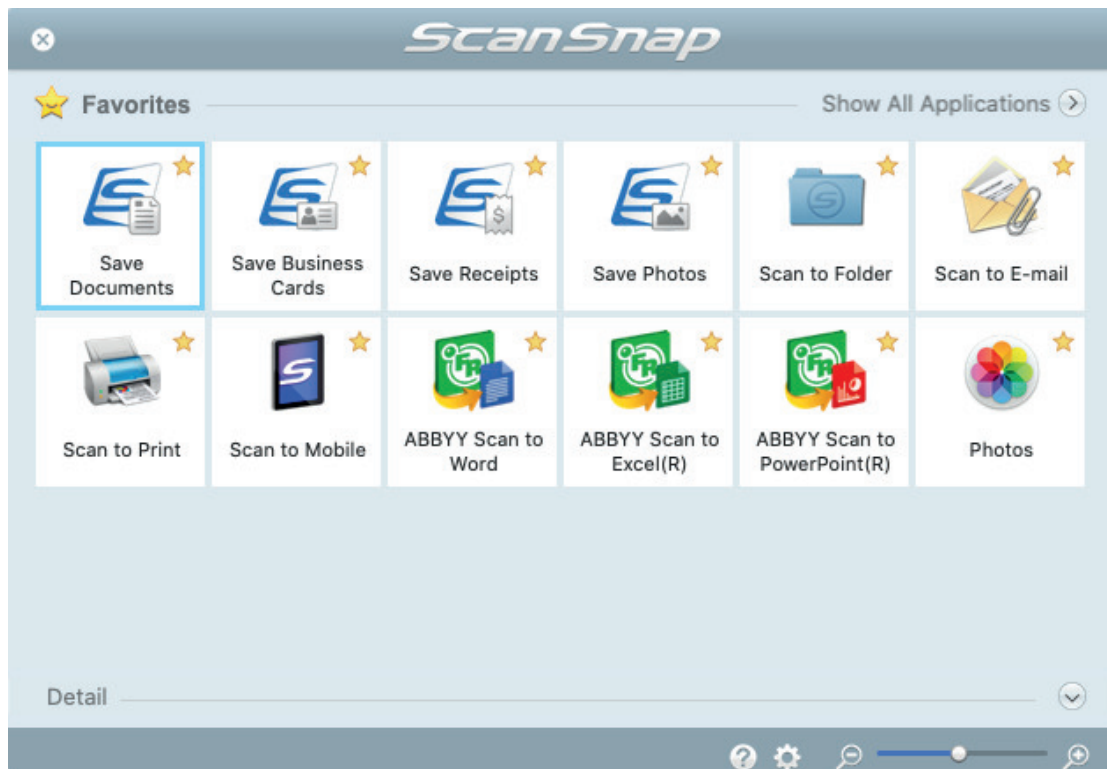 ScanSnap
Favorites
Show All Applications
Save
Documents
Save Business
Cards
Save Receipts
Save Photos
Scan to Folder
Scan to E-mail
Scan to Print
Scan to Mobile
ABBYY Scan to
Word
ABBYY Scan to
Excel(R)
ABBYY Scan to
PowerPoint(R)
Photos
Detail